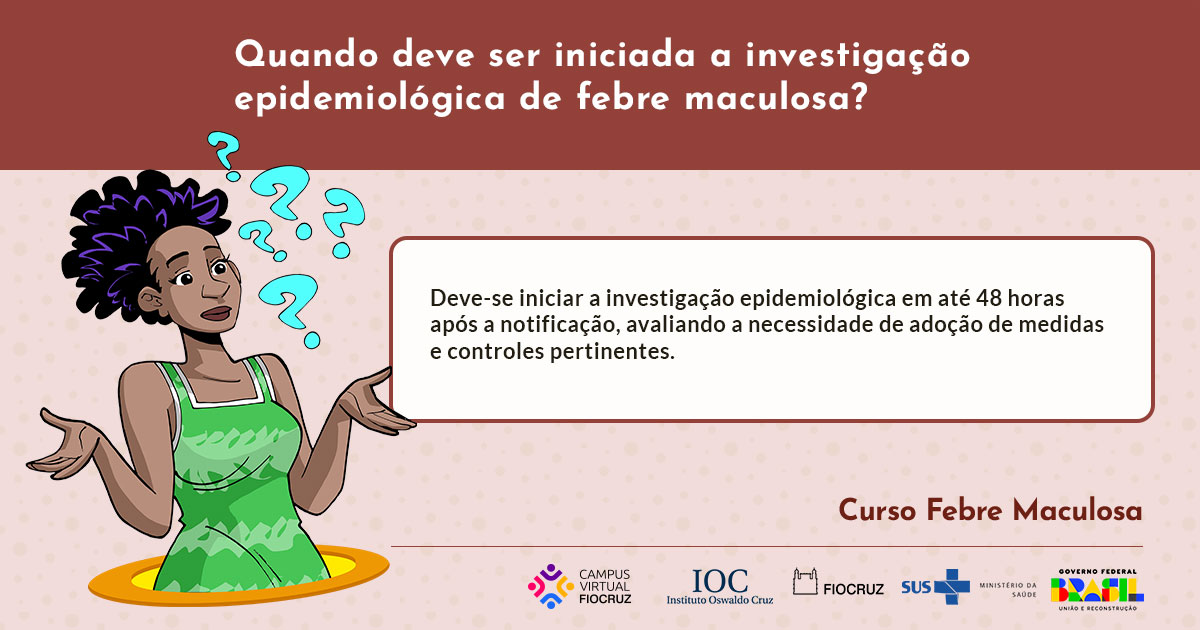 Quando deve ser iniciada a investigação
epidemiológica de febre maculosa?
?
?
?
?
?
Deve-se iniciar a investigação epidemiológica em até 48 horas
após a notificação, avaliando a necessidade de adoção de medidas
e controles pertinentes.
Curso Febre Maculosa
CAMPUS
VIRTUAL
FIOCRUZ
IOC
Instituto Oswaldo Cruz
FIOCRUZ
SUS
MINISTÉRIO DA
SAÚDE
GOVERNO FEDERAL
BRASIL
UNIÃO E RECONSTRUÇÃO